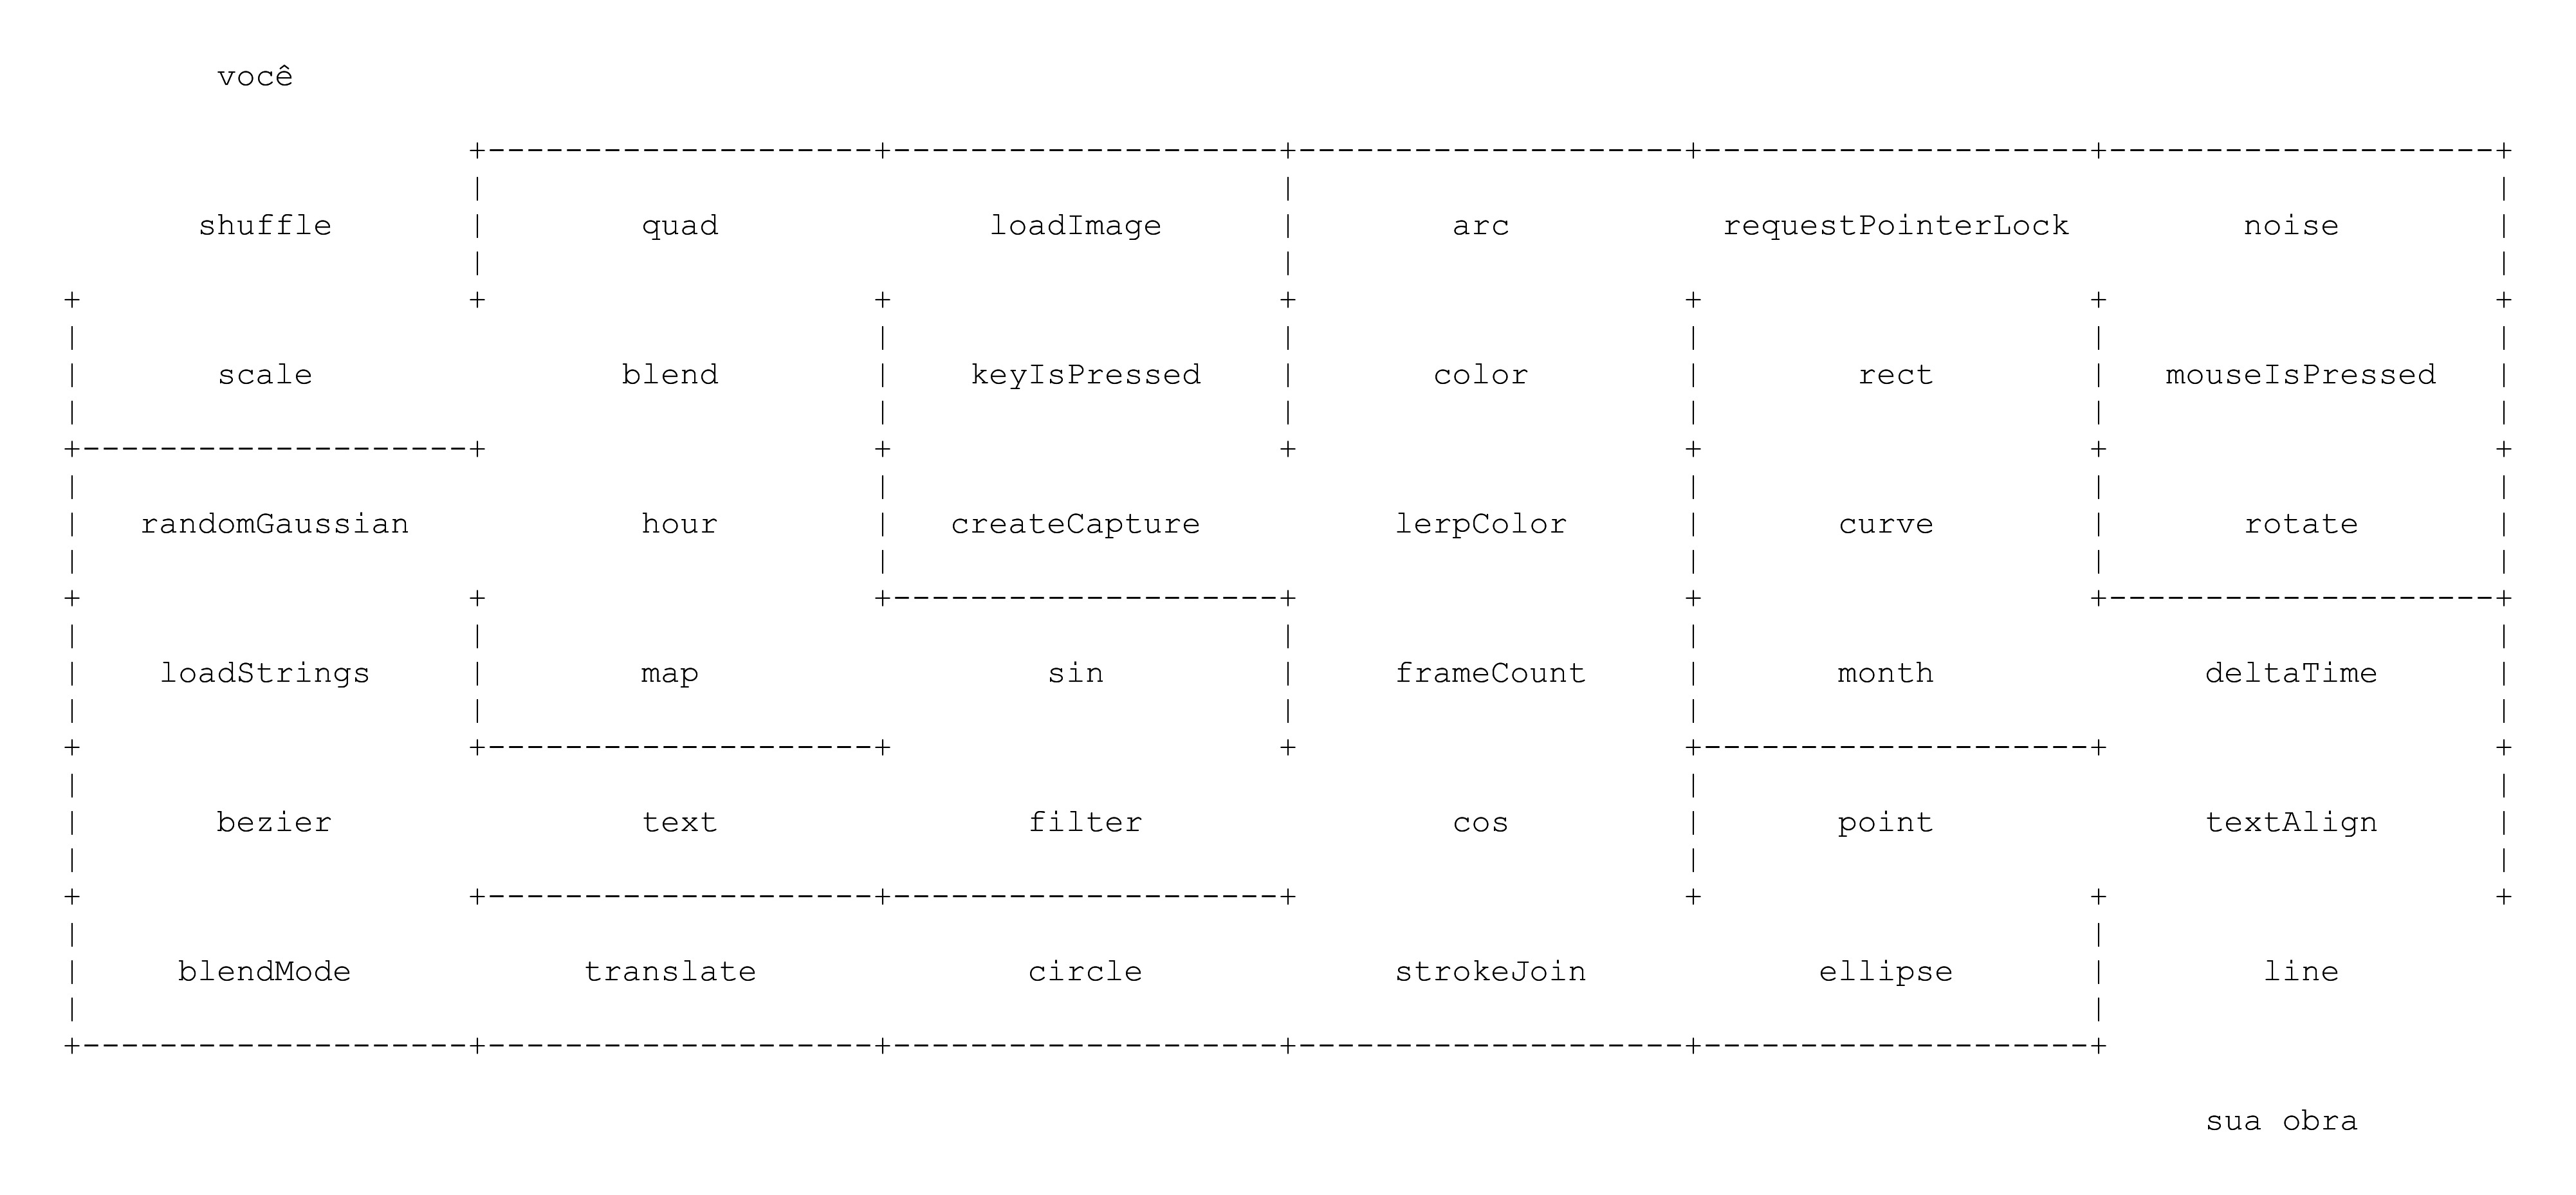 você
shuffle quad loadImage arc requestPointerLock noise
scale blend keyIsPressed color rect mouseIsPressed
randomGaussian hour createCapture lerpColor curve rotate
loadStrings map sin frameCount month deltaTime
bezier text filter cos point textAlign
blendMode translate circle strokeJoin ellipse line
sua obra